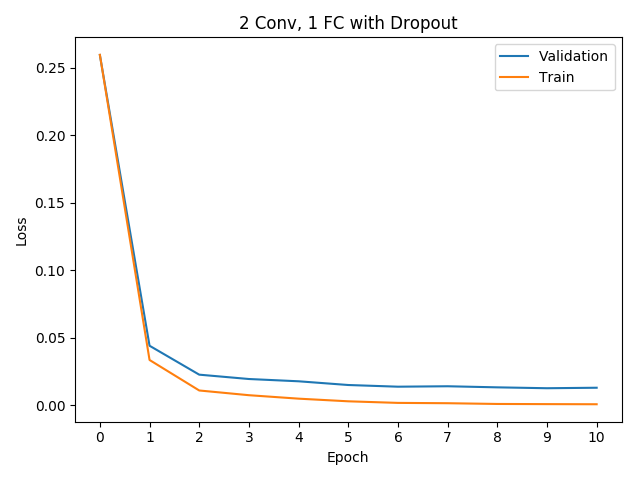 2 Conv, 1 FC with Dropout
Validation
Train
Loss
0.25
0.20
0.15
0.10
0.05
0.00
0 1 2 3 4 5 6 7 8 9 10
Epoch